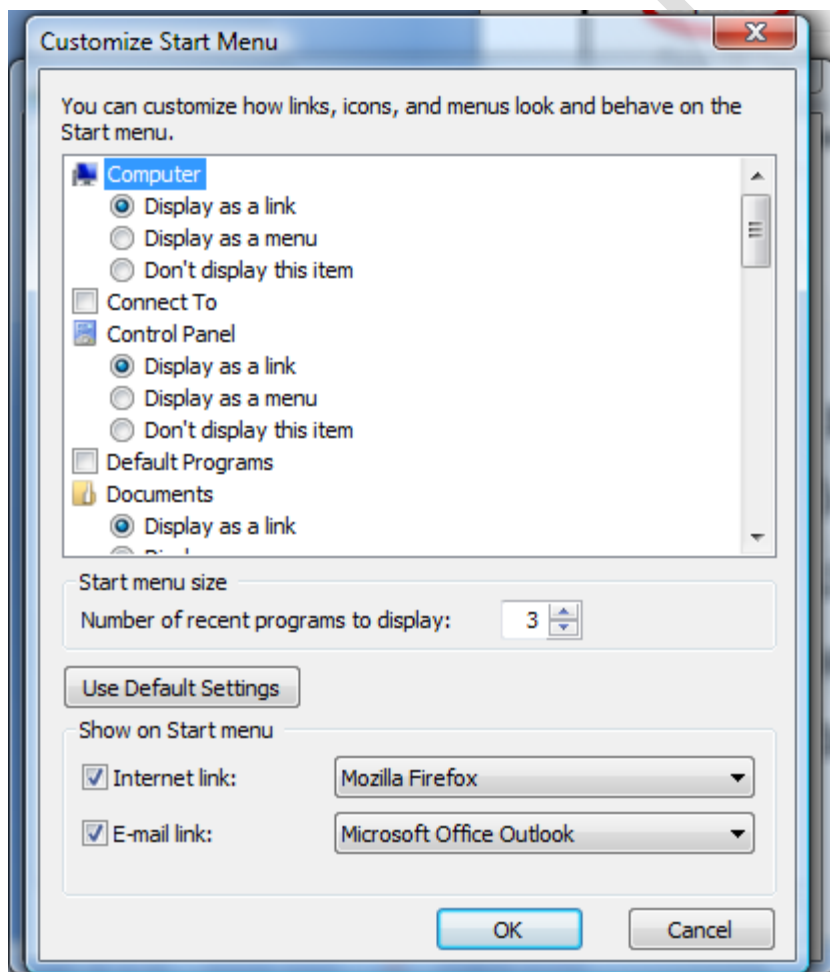 Customize Start Menu
You can customize how links, icons, and menus look and behave on the
Start menu.
Computer
Display as a link
Display as a menu
Don't display this item
Connect To
Control Panel
Display as a link
Display as a menu
Don't display this item
Default Programs
Documents
Display as a link
Start menu size
Number of recent programs to display: 3
Use Default Settings
Show on Start menu
Internet link: Mozilla Firefox
E-mail link: Microsoft Office Outlook
OK Cancel